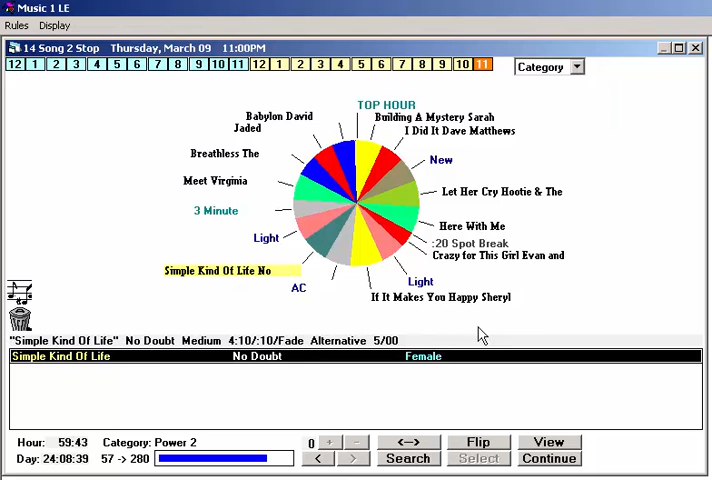 Music 1 LE
Rules Display
14 Song 2 Stop Thursday, March 09 11:00PM
12 1 2 3 4 5 6 7 8 9 10 11 12 1 2 3 4 5 6 7 8 9 10 11
Category
TOP HOUR
Babylon David
Building A Mystery Sarah
Jaded
I Did It Dave Matthews
Breathless The
New
Meet Virginia
Let Her Cry Hootie & The
3 Minute
Here With Me
Light
:20 Spot Break
Crazy for This Girl Evan and
Simple Kind Of Life No
Light
AC
If It Makes You Happy Sheryl
"Simple Kind Of Life" No Doubt Medium 4:10/:10/Fade Alternative 5/00
Simple Kind Of Life No Doubt Female
Hour: 59:43 Category: Power 2 0 + - <--> Flip View
Day: 24:08:39 57 -> 280 < > Search Select Continue